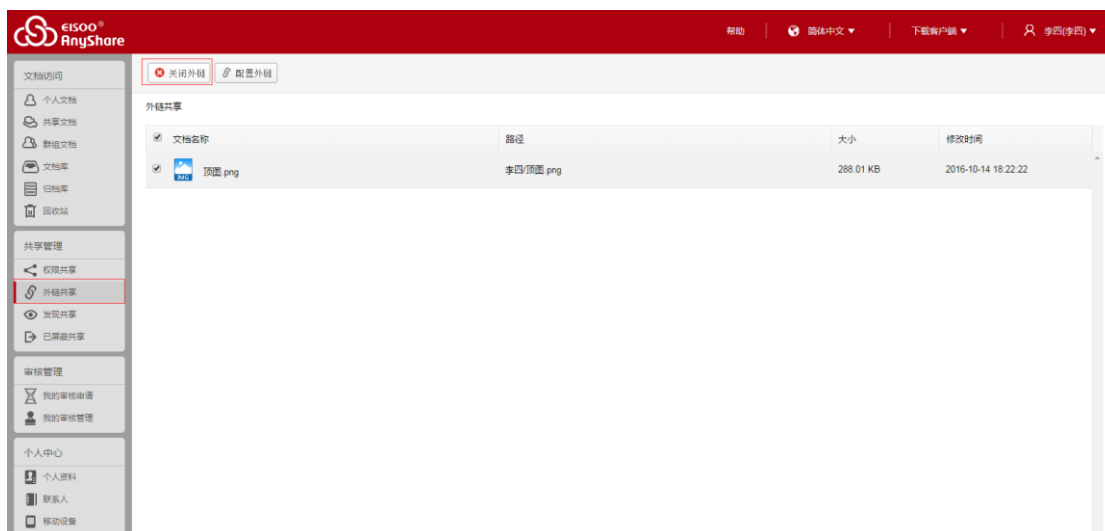 EISOO®
AnyShare
帮助
简体中文 ▼
下载客户端 ▼
李四(李四) ▼
文档访问
个人文档
共享文档
群组文档
文档库
归档库
回收站
共享管理
权限共享
外链共享
发现共享
已屏蔽共享
审核管理
我的审核申请
我的审核管理
个人中心
个人资料
联系人
移动设备
关闭外链 配置外链
外链共享
文档名称 路径 大小 修改时间
IMG 顶图.png 李四/顶图.png 288.01 KB 2016-10-14 18:22:22